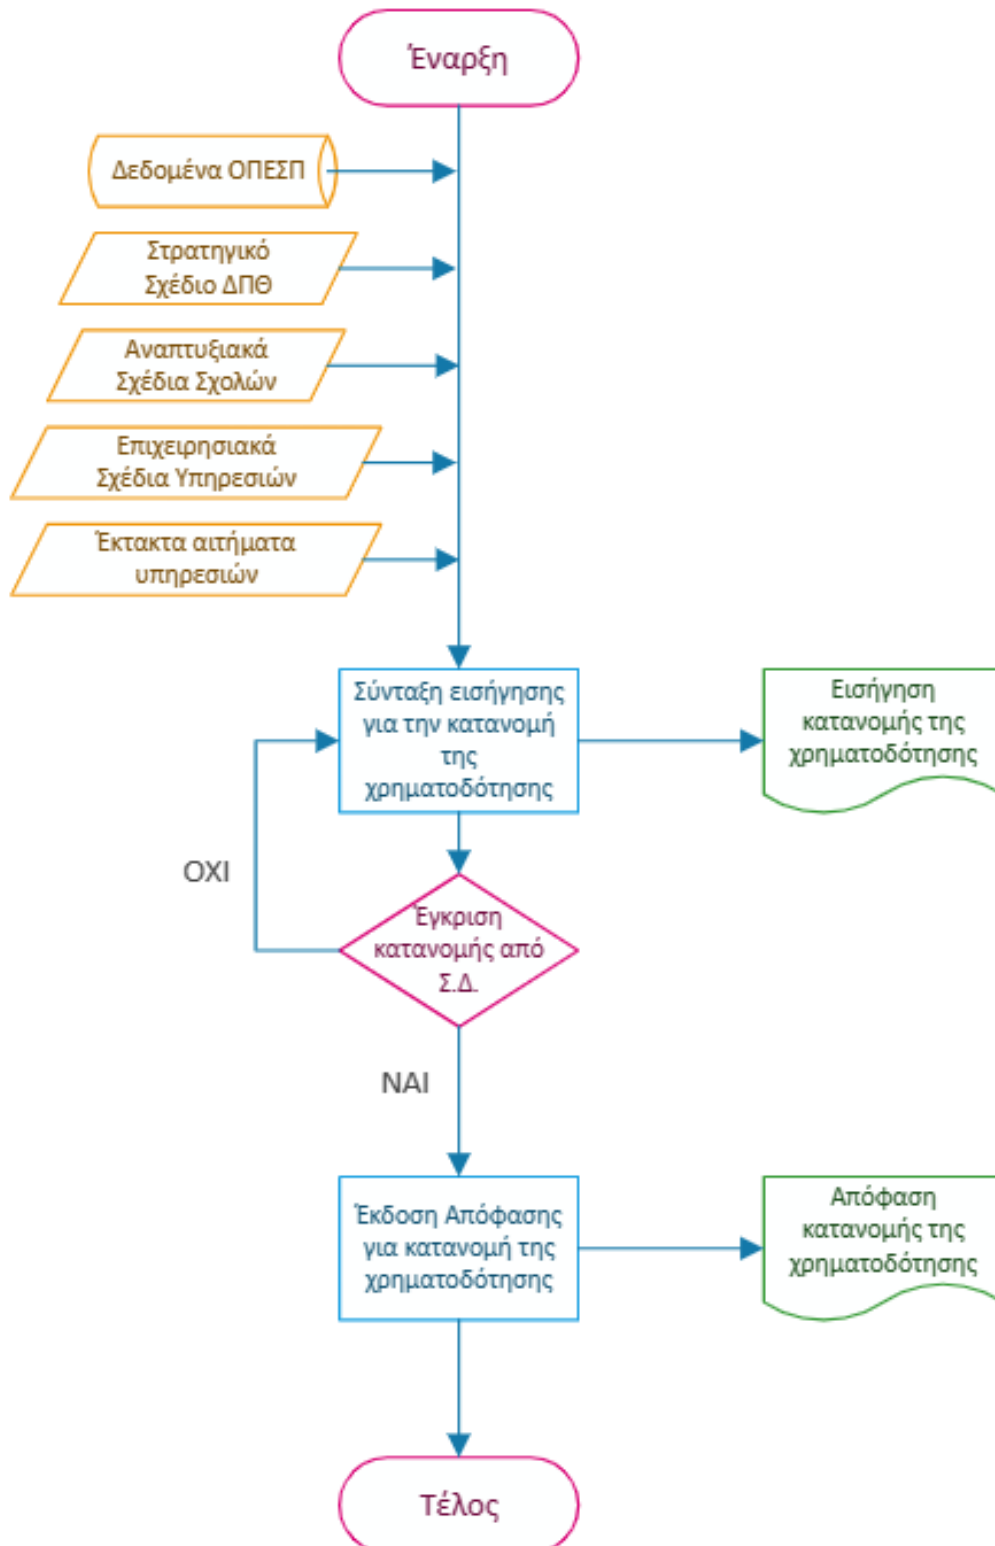 Έναρξη
Δεδομένα ΟΠΕΣΠ
Στρατηγικό
Σχέδιο ΔΠΘ
Αναπτυξιακά
Σχέδια Σχολών
Επιχειρησιακά
Σχέδια Υπηρεσιών
Έκτακτα αιτήματα
υπηρεσιών
Σύνταξη εισήγησης
για την κατανομή
της
χρηματοδότησης
Εισήγηση
κατανομής της
χρηματοδότησης
ΟΧΙ
Έγκριση
κατανομής από
Σ.Δ.
ΝΑΙ
Έκδοση Απόφασης
για κατανομή της
χρηματοδότησης
Απόφαση
κατανομής της
χρηματοδότησης
Τέλος